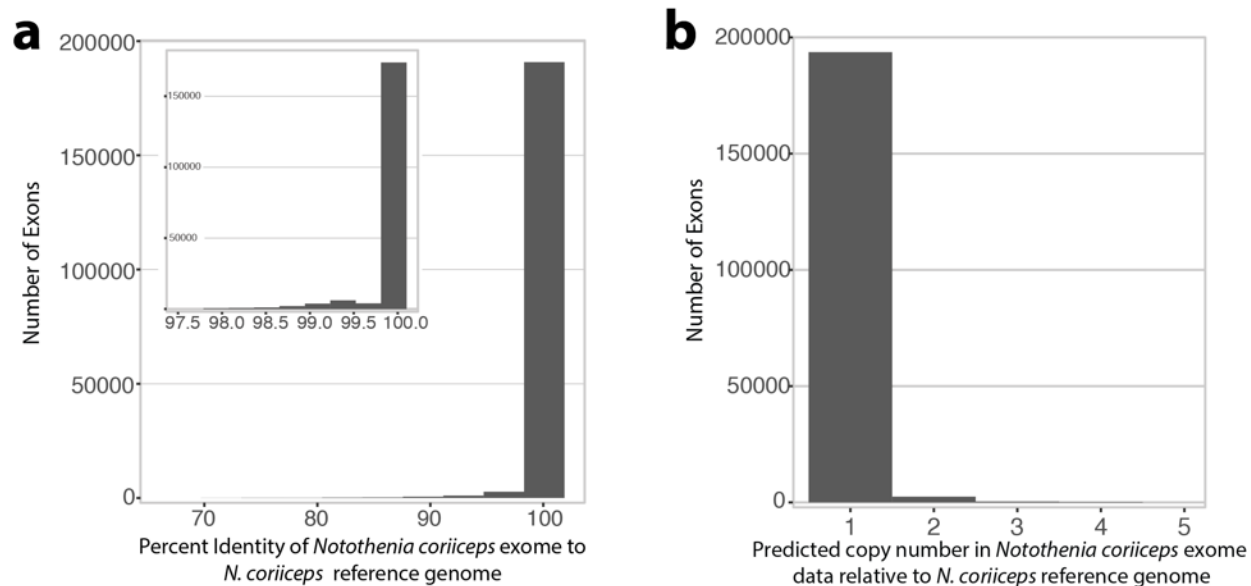 a
200000
150000
100000
50000
0
Number of Exons
150000
100000
50000
97.5 98.0 98.5 99.0 99.5 100.0
70 80 90 100
Percent Identity of Notothenia coriiceps exome to
N. coriiceps reference genome
b
200000
150000
100000
50000
0
Number of Exons
1 2 3 4 5
Predicted copy number in Notothenia coriiceps exome
data relative to N. coriiceps reference genome